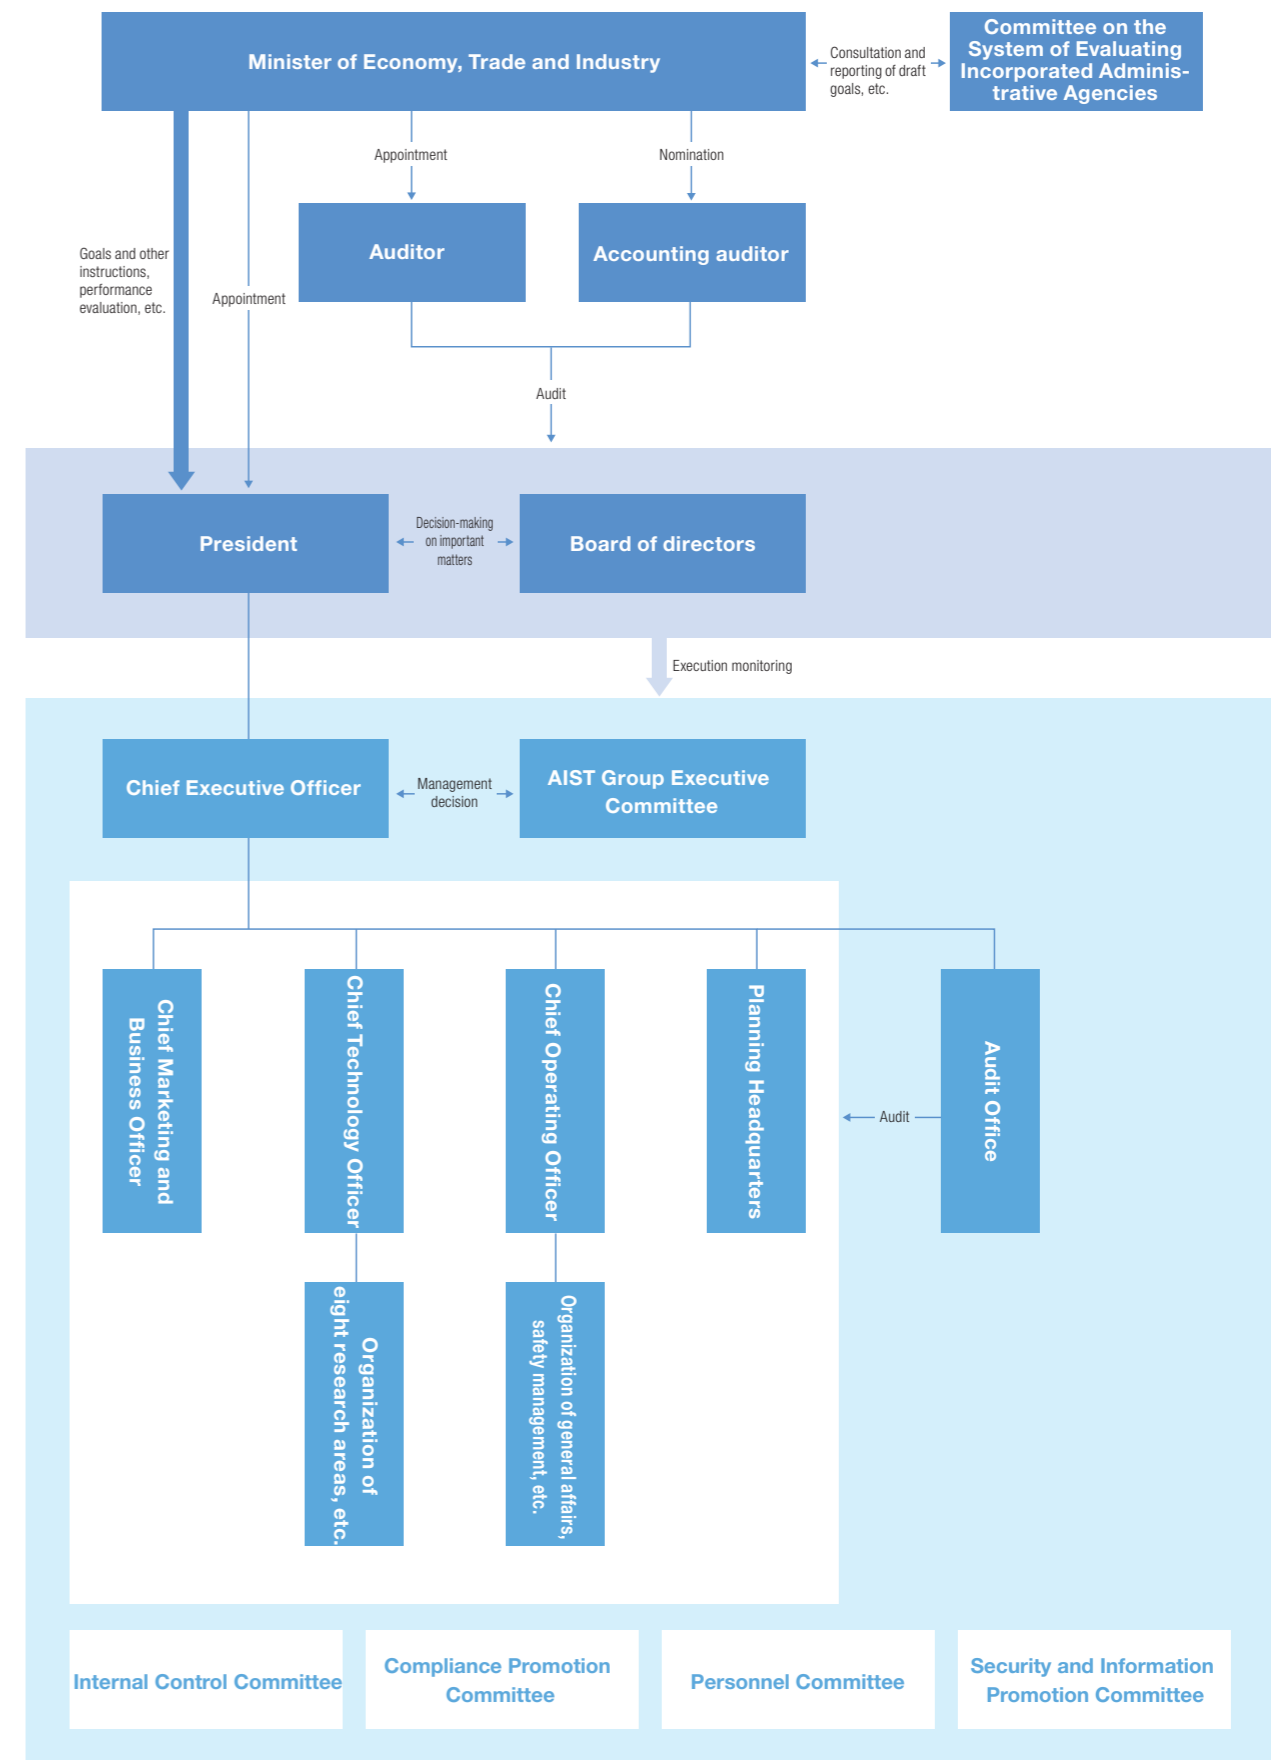 Minister of Economy, Trade and Industry
Consultation and
reporting of draft
goals, etc.
Committee on the
System of Evaluating
Incorporated Adminis-
trative Agencies
Appointment
Nomination
Auditor
Accounting auditor
Goals and other
instructions,
performance
evaluation, etc.
Appointment
Audit
President
Decision-making
on important
matters
Board of directors
Execution monitoring
Chief Executive Officer
Management
decision
AIST Group Executive
Committee
Chief Marketing and
Business Officer
Chief Technology Officer
Chief Operating Officer
Planning Headquarters
Audit
Audit Office
Organization of
eight research areas, etc.
Organization of general affairs,
safety management, etc.
Internal Control Committee
Compliance Promotion
Committee
Personnel Committee
Security and Information
Promotion Committee